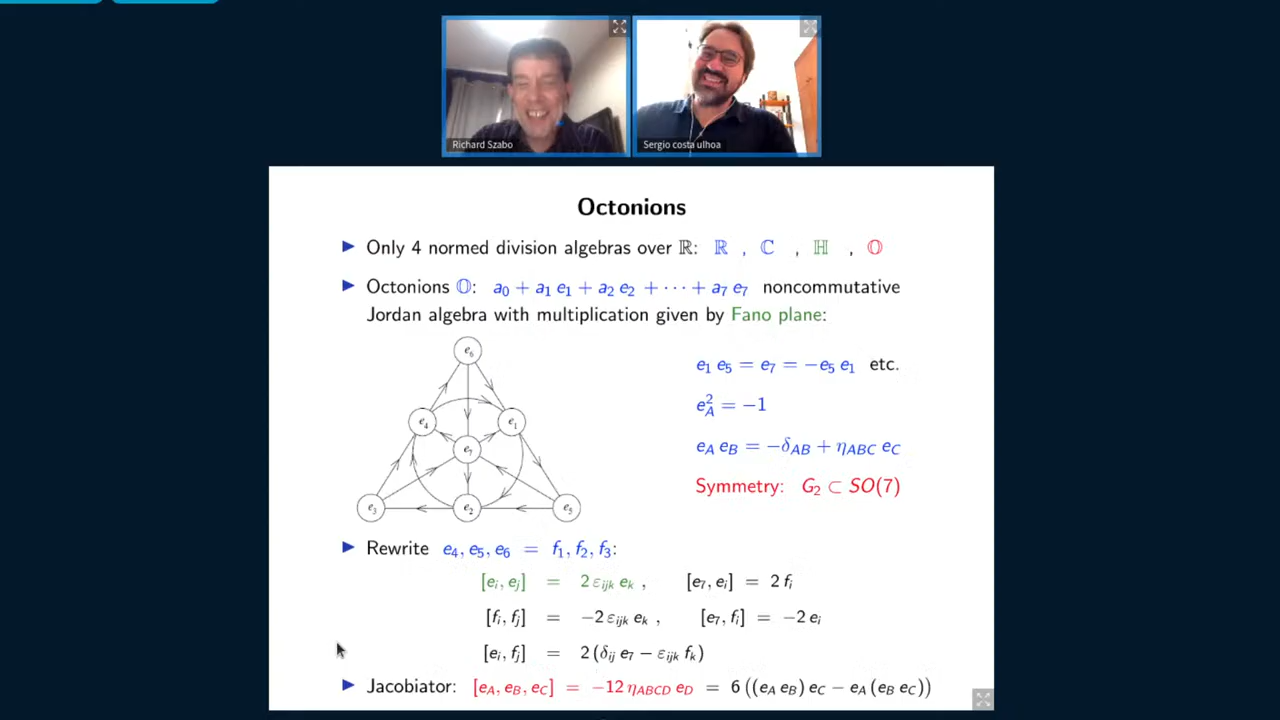 Richard Szabo
Sergio costa ulhoa
Octonions
▶ Only 4 normed division algebras over ℝ: ℝ , ℂ , ℍ , 𝕆
▶ Octonions 𝕆: a₀ + a₁ e₁ + a₂ e₂ + ⋯ + a₇ e₇ noncommutative
Jordan algebra with multiplication given by Fano plane:
e₆
e₄ e₁
e₇
e₃ e₂ e₅
e₁ e₅ = e₇ = −e₅ e₁ etc.
e_A² = −1
e_A e_B = −δ_AB + η_ABC e_C
Symmetry: G₂ ⊂ SO(7)
▶ Rewrite e₄, e₅, e₆ = f₁, f₂, f₃:
[e_i, e_j] = 2 ε_ijk e_k , [e₇, e_i] = 2 f_i
[f_i, f_j] = −2 ε_ijk e_k , [e₇, f_i] = −2 e_i
[e_i, f_j] = 2 (δ_ij e₇ − ε_ijk f_k)
▶ Jacobiator: [e_A, e_B, e_C] = −12 η_ABCD e_D = 6 ((e_A e_B) e_C − e_A (e_B e_C))